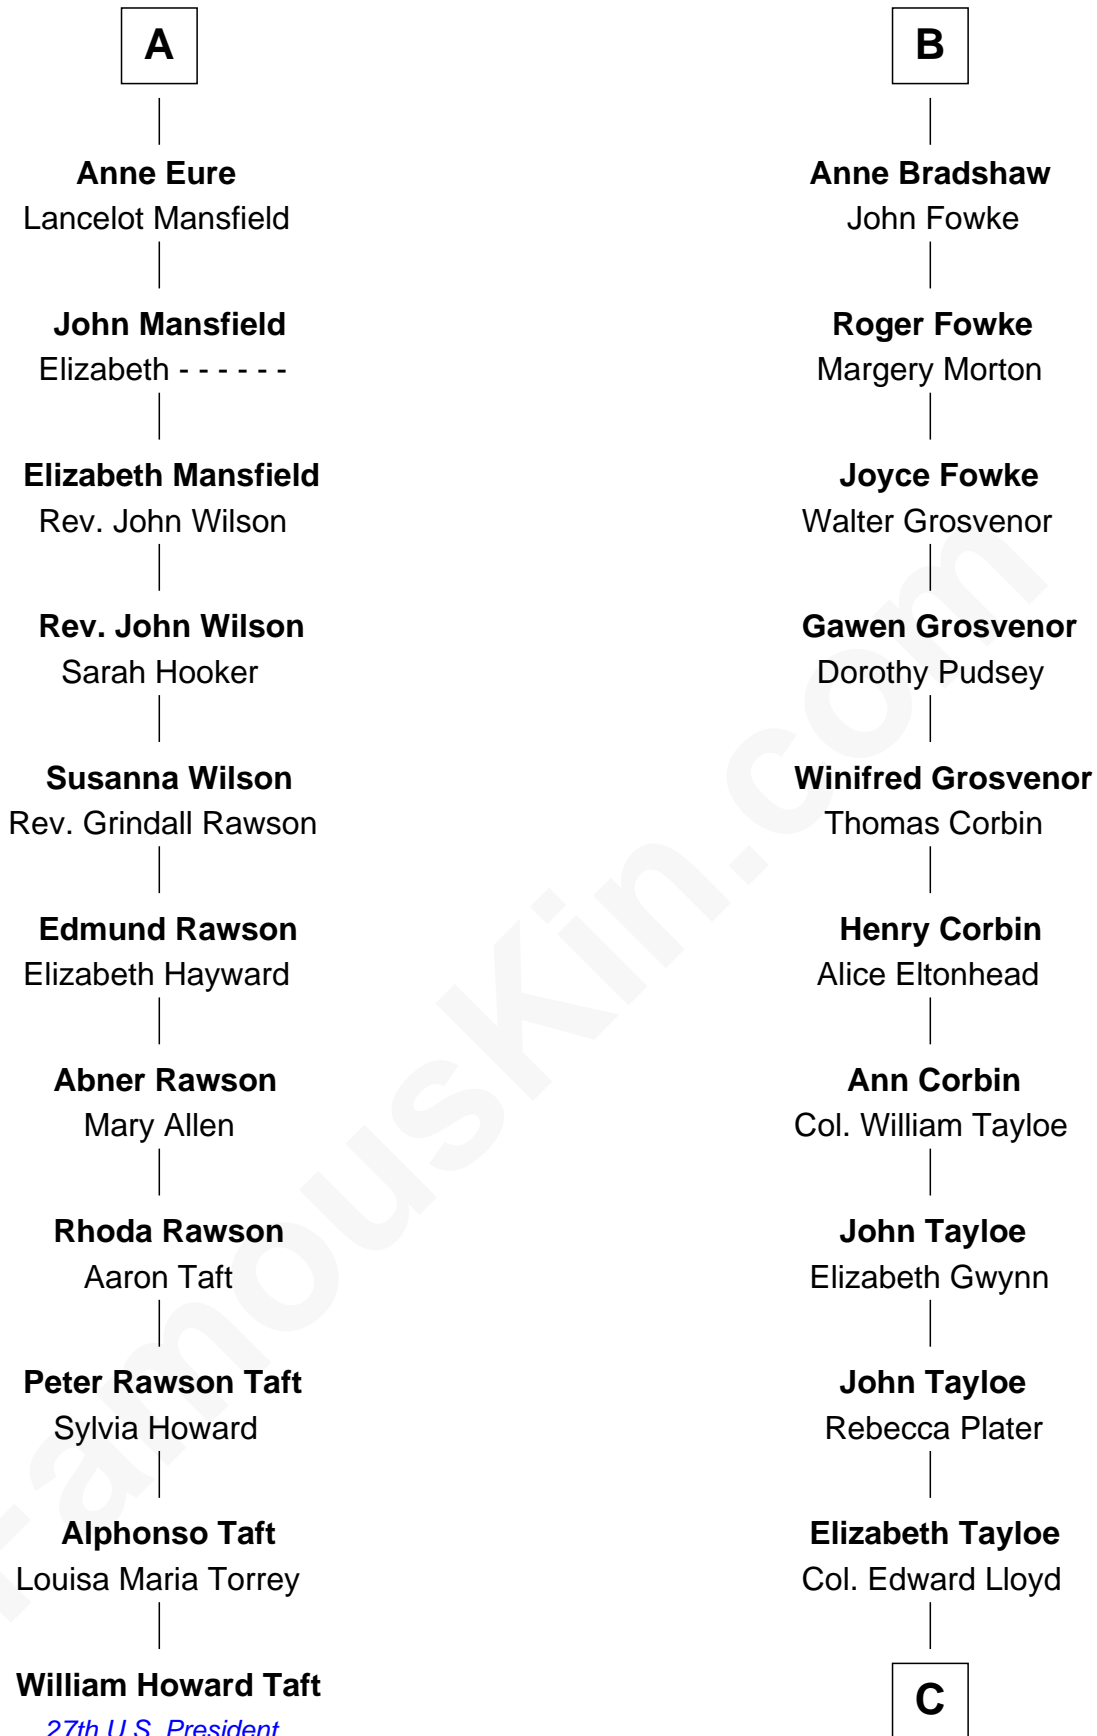 A
Anne Eure
Lancelot Mansfield
John Mansfield
Elizabeth - - - - - -
Elizabeth Mansfield
Rev. John Wilson
Rev. John Wilson
Sarah Hooker
Susanna Wilson
Rev. Grindall Rawson
Edmund Rawson
Elizabeth Hayward
Abner Rawson
Mary Allen
Rhoda Rawson
Aaron Taft
Peter Rawson Taft
Sylvia Howard
Alphonso Taft
Louisa Maria Torrey
William Howard Taft
27th U.S. President
B
Anne Bradshaw
John Fowke
Roger Fowke
Margery Morton
Joyce Fowke
Walter Grosvenor
Gawen Grosvenor
Dorothy Pudsey
Winifred Grosvenor
Thomas Corbin
Henry Corbin
Alice Eltonhead
Ann Corbin
Col. William Tayloe
John Tayloe
Elizabeth Gwynn
John Tayloe
Rebecca Plater
Elizabeth Tayloe
Col. Edward Lloyd
C
FamousKin.com